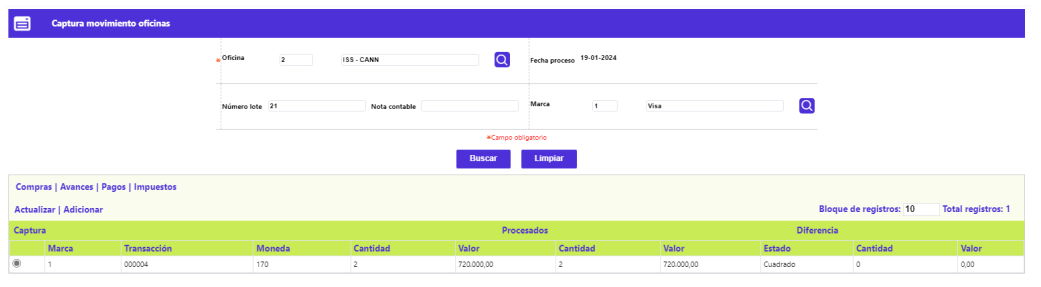 Captura movimiento oficinas
* Oficina 2 ISS - CANN Fecha proceso 19-01-2024
Número lote 21 Nota contable Marca 1 Visa
*Campo obligatorio
Buscar Limpiar
Compras | Avances | Pagos | Impuestos
Actualizar | Adicionar Bloque de registros: 10 Total registros: 1
Captura Procesados Diferencia
Marca Transacción Moneda Cantidad Valor Cantidad Valor Estado Cantidad Valor
1 000004 170 2 720.000,00 2 720.000,00 Cuadrado 0 0,00